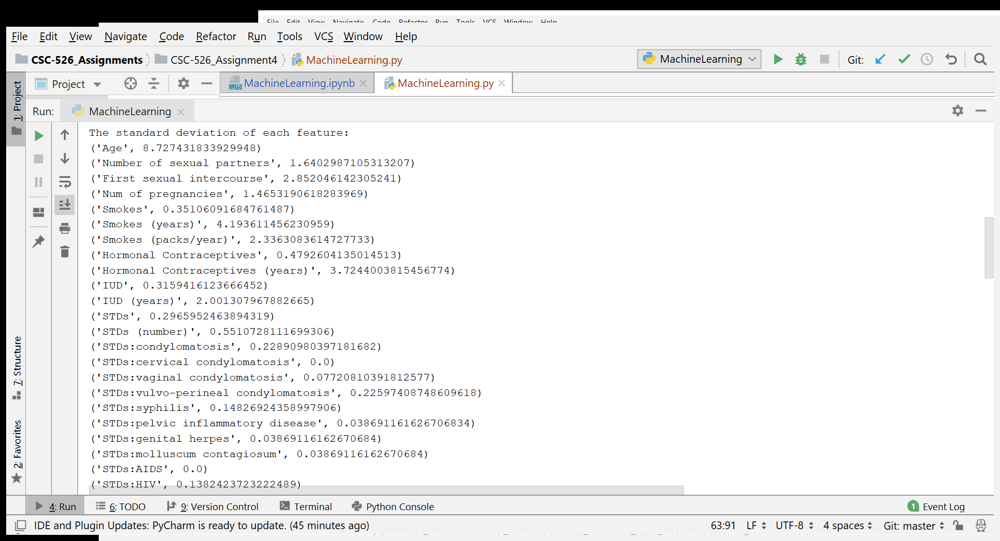 File Edit View Navigate Code Refactor Run Tools VCS Window Help
File Edit View Navigate Code Refactor Run Tools VCS Window Help
CSC-526_Assignments CSC-526_Assignment4 MachineLearning.py MachineLearning Git:
1: Project
Project MachineLearning.ipynb MachineLearning.py
Run: MachineLearning
The standard deviation of each feature:
('Age', 8.727431833929948)
('Number of sexual partners', 1.6402987105313207)
('First sexual intercourse', 2.852046142305241)
('Num of pregnancies', 1.4653190618283969)
('Smokes', 0.35106091684761487)
('Smokes (years)', 4.193611456230959)
('Smokes (packs/year)', 2.3363083614727733)
('Hormonal Contraceptives', 0.4792604135014513)
('Hormonal Contraceptives (years)', 3.7244003815456774)
('IUD', 0.3159416123666452)
('IUD (years)', 2.001307967882665)
('STDs', 0.2965952463894319)
('STDs (number)', 0.5510728111699306)
('STDs:condylomatosis', 0.22890980397181682)
('STDs:cervical condylomatosis', 0.0)
('STDs:vaginal condylomatosis', 0.07720810391812577)
('STDs:vulvo-perineal condylomatosis', 0.22597408748609618)
('STDs:syphilis', 0.14826924358997906)
('STDs:pelvic inflammatory disease', 0.038691161626706834)
('STDs:genital herpes', 0.03869116162670684)
('STDs:molluscum contagiosum', 0.03869116162670684)
('STDs:AIDS', 0.0)
('STDs:HIV', 0.1382423723222489)
7: Structure
2: Favorites
4: Run 6: TODO 9: Version Control Terminal Python Console 1 Event Log
IDE and Plugin Updates: PyCharm is ready to update. (45 minutes ago) 63:91 LF UTF-8 4 spaces Git: master